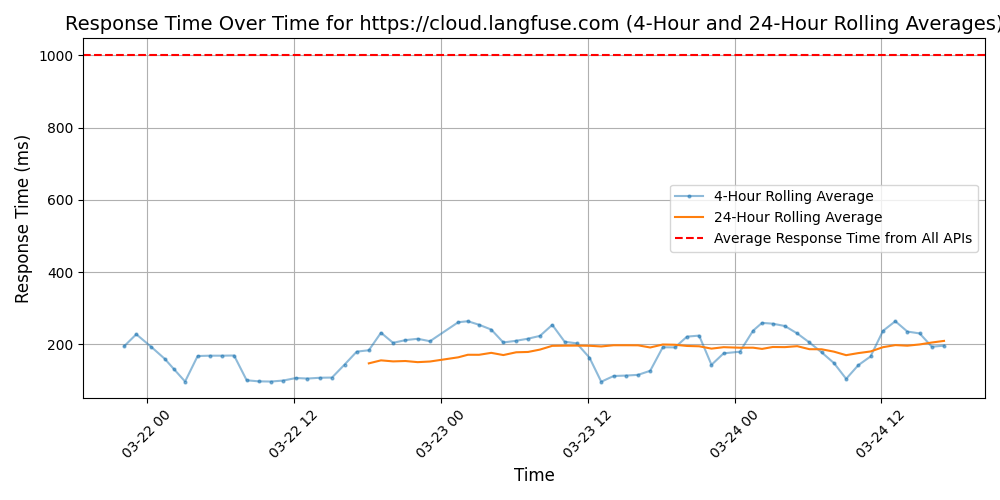 Response Time Over Time for https://cloud.langfuse.com (4-Hour and 24-Hour Rolling Averages)
Response Time (ms)
1000
800
600
400
200
4-Hour Rolling Average
24-Hour Rolling Average
Average Response Time from All APIs
03-22 00
03-22 12
03-23 00
03-23 12
03-24 00
03-24 12
Time